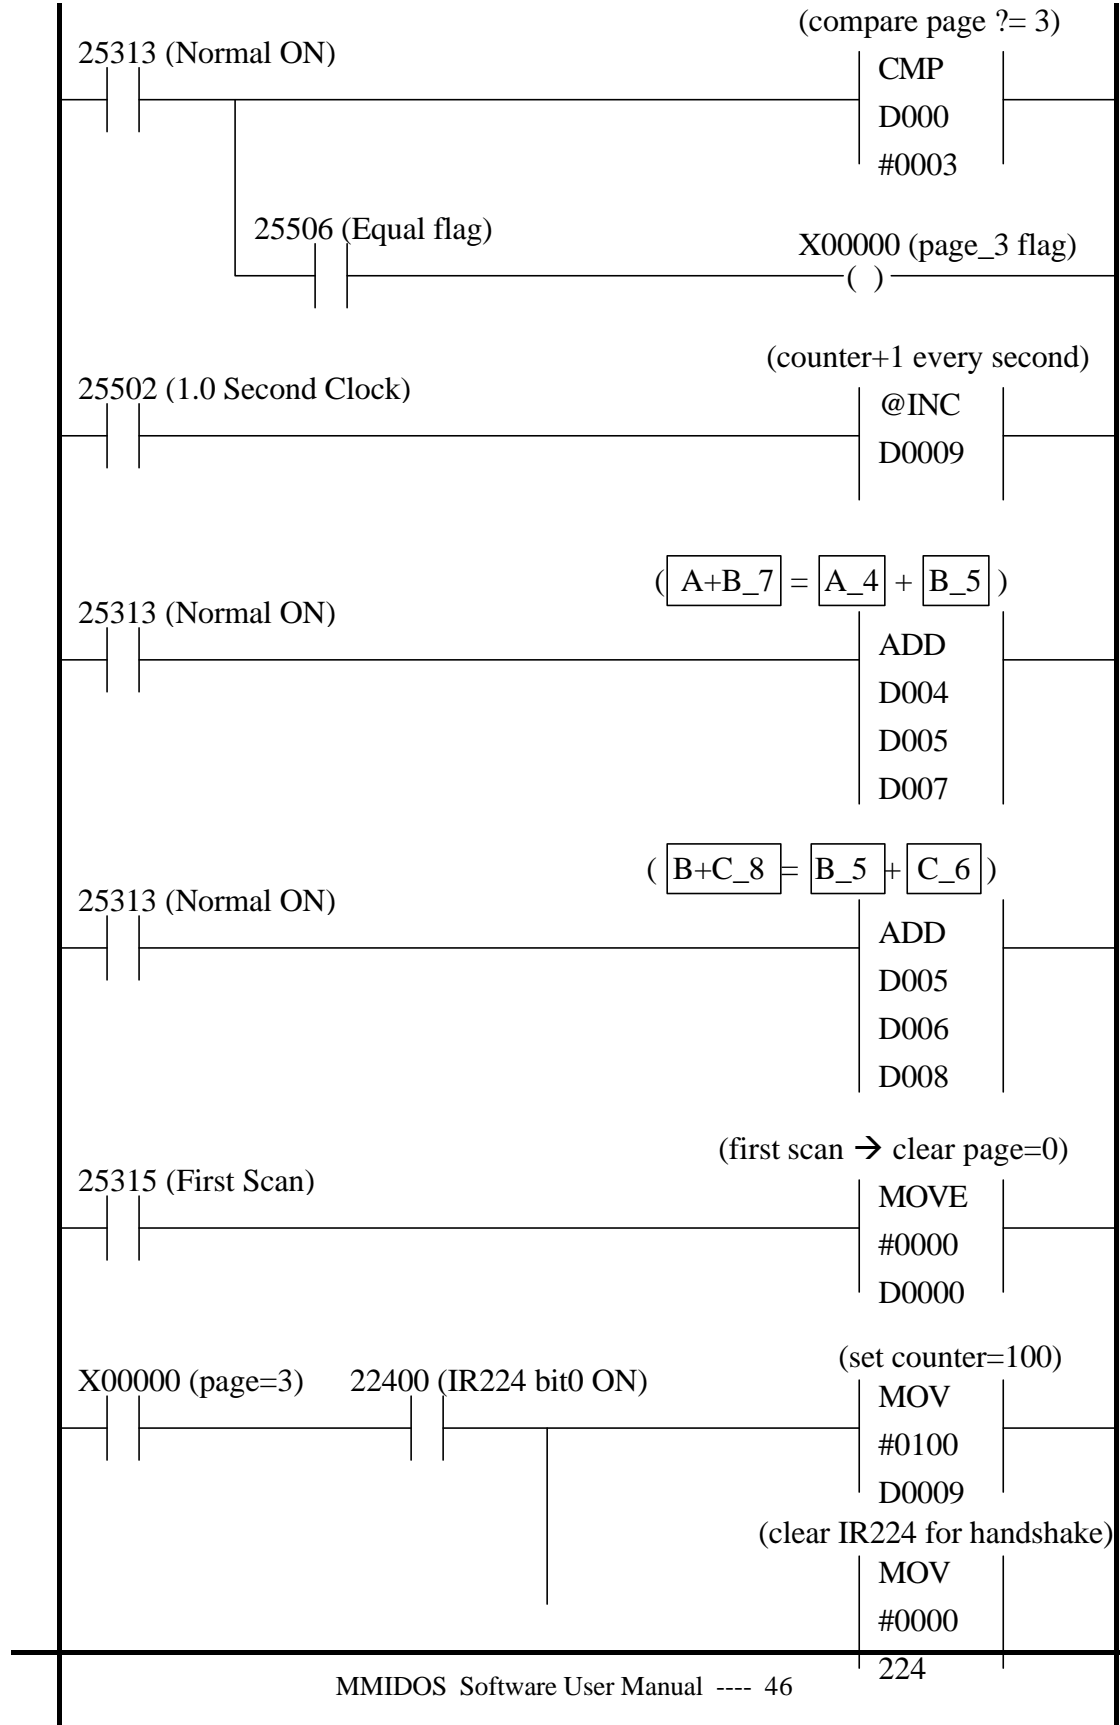 (compare page ?= 3)
25313 (Normal ON)
CMP
D000
#0003
25506 (Equal flag)
X00000 (page_3 flag)
( )
(counter+1 every second)
25502 (1.0 Second Clock)
@INC
D0009
( A+B_7 = A_4 + B_5 )
25313 (Normal ON)
ADD
D004
D005
D007
( B+C_8 = B_5 + C_6 )
25313 (Normal ON)
ADD
D005
D006
D008
(first scan → clear page=0)
25315 (First Scan)
MOVE
#0000
D0000
(set counter=100)
X00000 (page=3) 22400 (IR224 bit0 ON)
MOV
#0100
D0009
(clear IR224 for handshake)
MOV
#0000
224
MMIDOS Software User Manual ---- 46